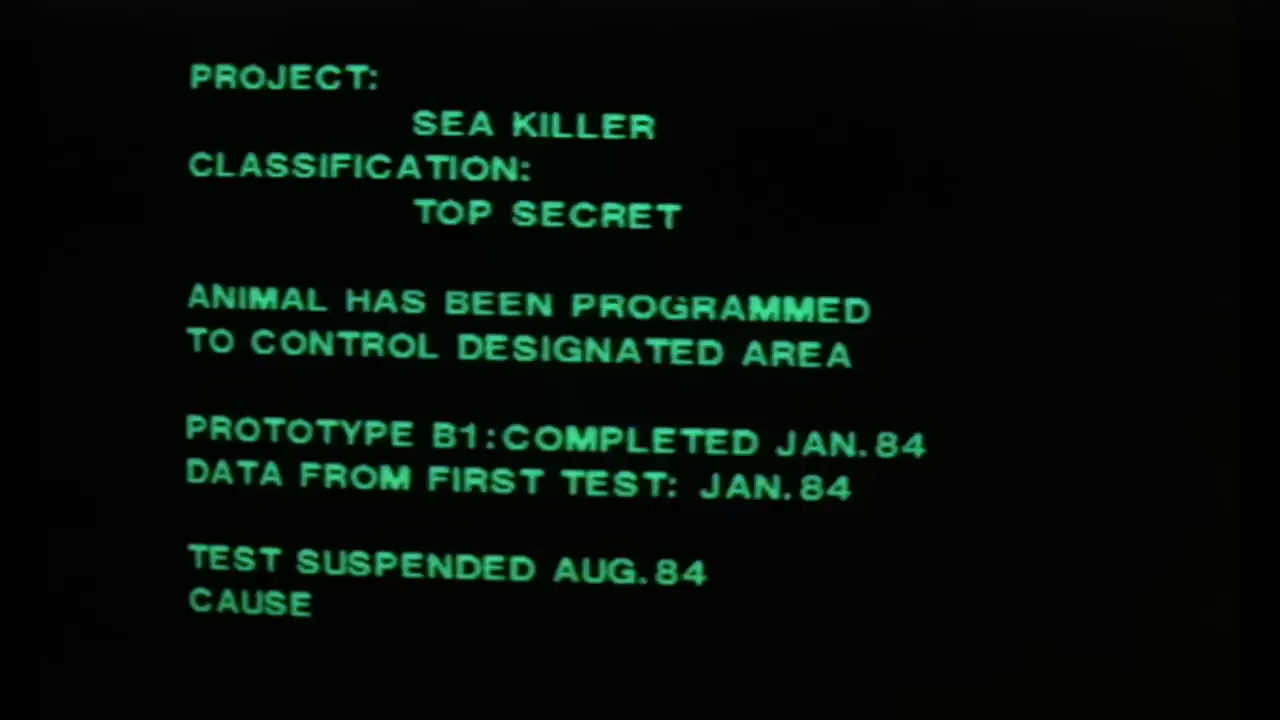 PROJECT:
SEA KILLER
CLASSIFICATION:
TOP SECRET
ANIMAL HAS BEEN PROGRAMMED
TO CONTROL DESIGNATED AREA
PROTOTYPE B1:COMPLETED JAN.84
DATA FROM FIRST TEST: JAN.84
TEST SUSPENDED AUG.84
CAUSE